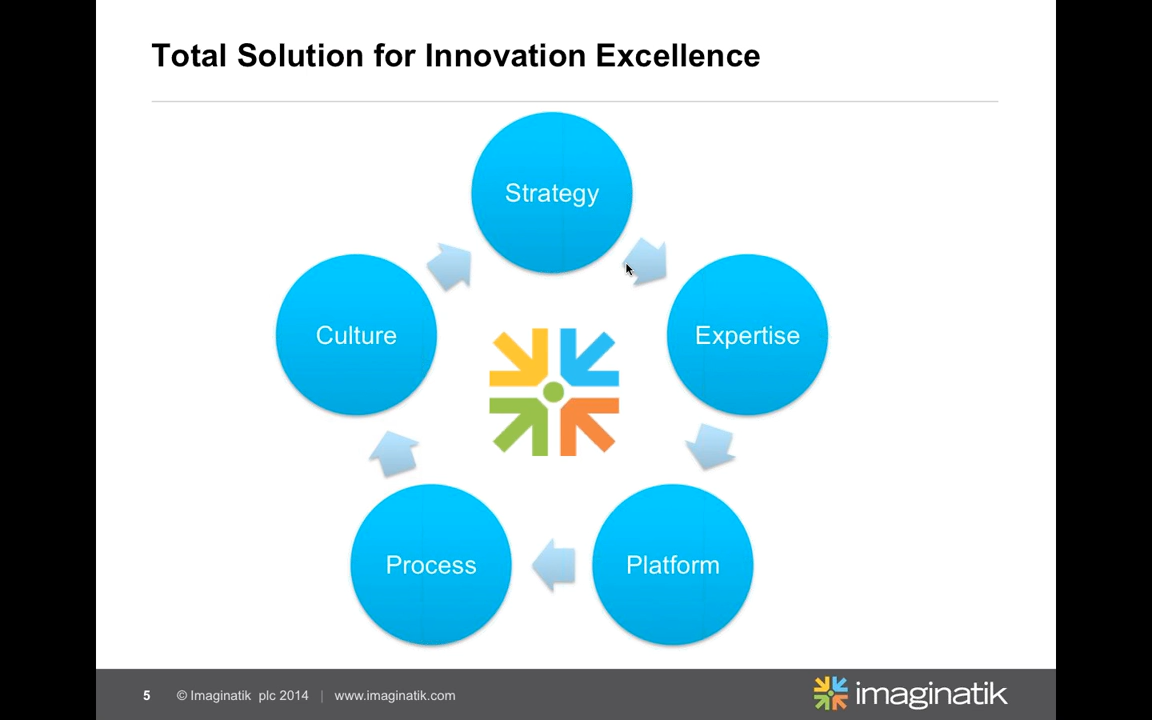 Total Solution for Innovation Excellence
Strategy
Culture
Expertise
Process
Platform
5 © Imaginatik plc 2014 | www.imaginatik.com
imaginatik